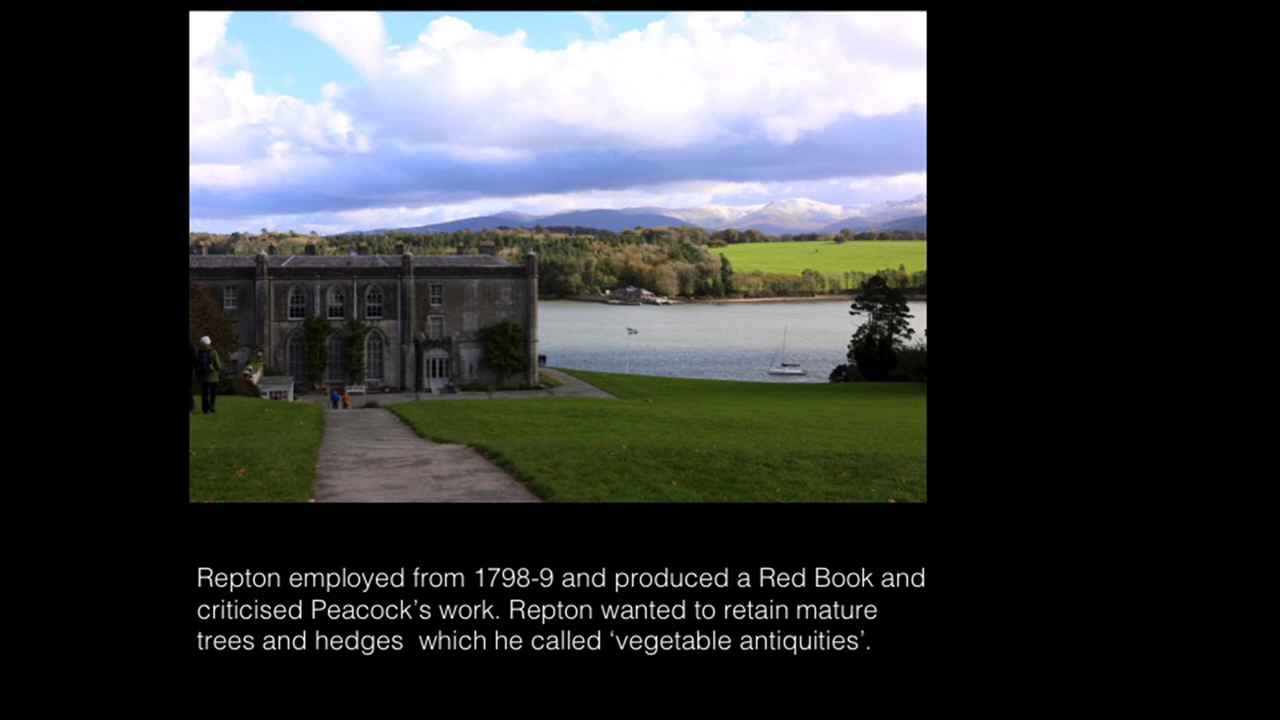 Repton employed from 1798-9 and produced a Red Book and
criticised Peacock’s work. Repton wanted to retain mature
trees and hedges  which he called ‘vegetable antiquities’.